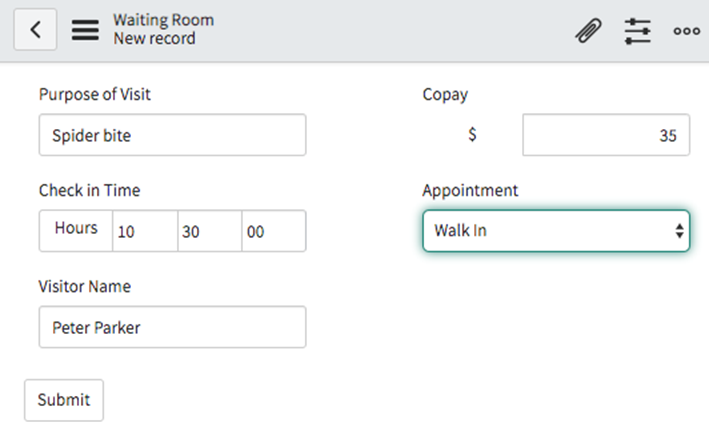 Waiting Room
New record
Purpose of Visit
Spider bite
Copay
$ 35
Check in Time
Hours 10 30 00
Appointment
Walk In
Visitor Name
Peter Parker
Submit